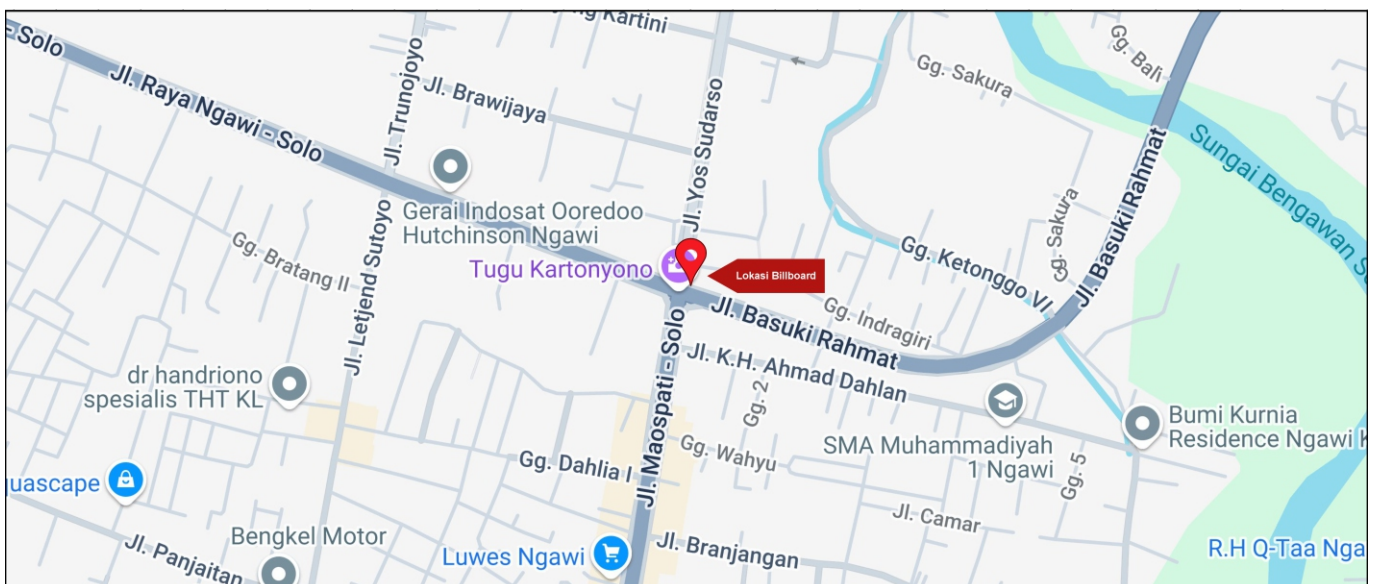 - Solo
Jl. Raya Ngawi - Solo
Jl. Trunojoyo
Jl. Brawijaya
Kartini
Jl. Yos Sudarso
Gg. Sakura
Gg. Bali
Sungai Bengawan S
Jl. Basuki Rahmat
Gerai Indosat Ooredoo
Hutchinson Ngawi
Gg. Bratang II
Jl. Letjend Sutoyo
Tugu Kartonyono
Lokasi Billboard
Gg. Ketonggo VI
Gg. Sakura
Jl. Basuki Rahmat
Gg. Indragiri
Jl. Maospati - Solo
Jl. K.H. Ahmad Dahlan
Gg. 2
dr handriono
spesialis THT KL
SMA Muhammadiyah
1 Ngawi
Bumi Kurnia
Residence Ngawi K
Gg. Wahyu
Gg. Dahlia I
Gg. 5
uascape
Jl. Camar
Bengkel Motor
Jl. Panjaitan
Luwes Ngawi
Jl. Branjangan
R.H Q-Taa Nga